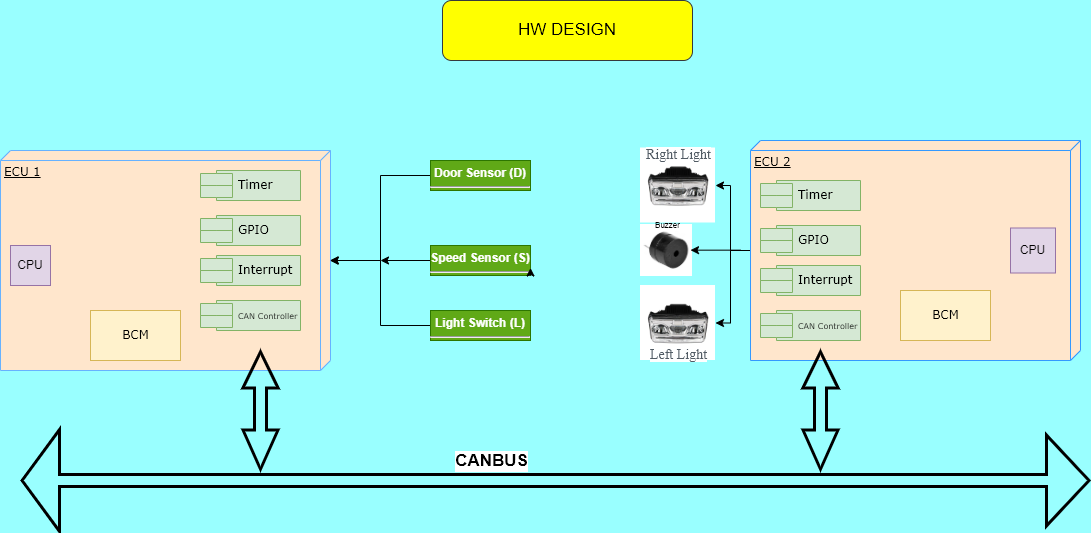 HW DESIGN
ECU 1
Timer
GPIO
Interrupt
CAN Controller
CPU
BCM
Door Sensor (D)
Speed Sensor (S)
Light Switch (L)
Right Light
Buzzer
Left Light
ECU 2
Timer
GPIO
Interrupt
CAN Controller
CPU
BCM
CANBUS